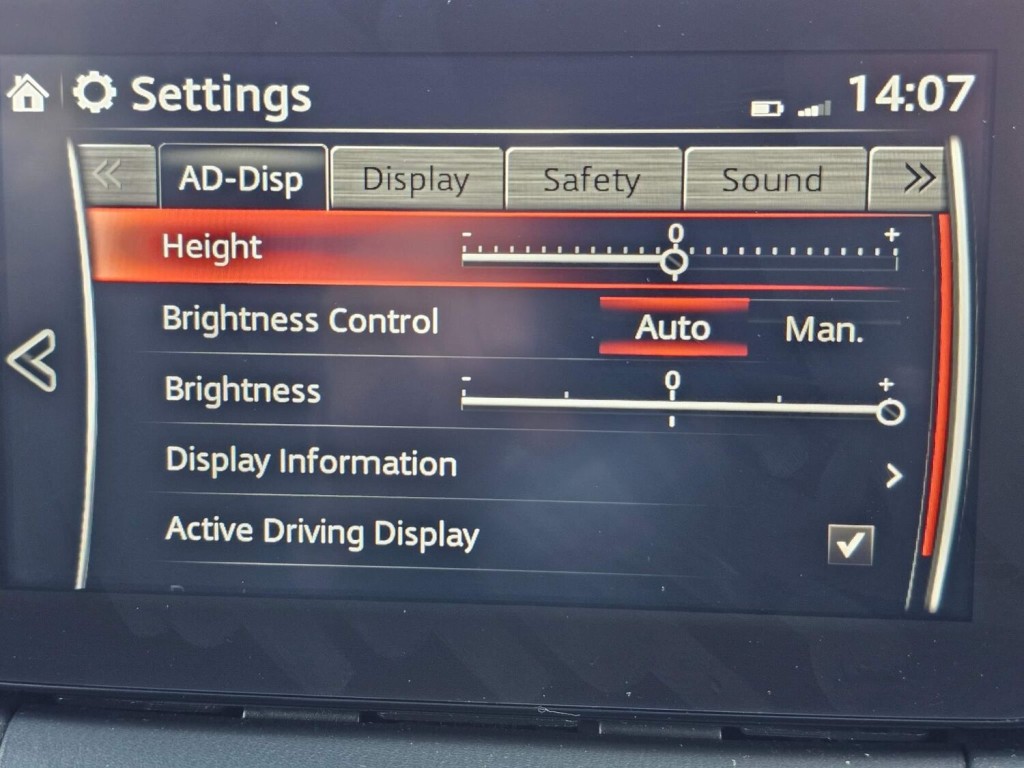 Settings 14:07
« AD-Disp Display Safety Sound »
Height - 0 +
Brightness Control Auto Man.
Brightness - 0 +
Display Information >
Active Driving Display